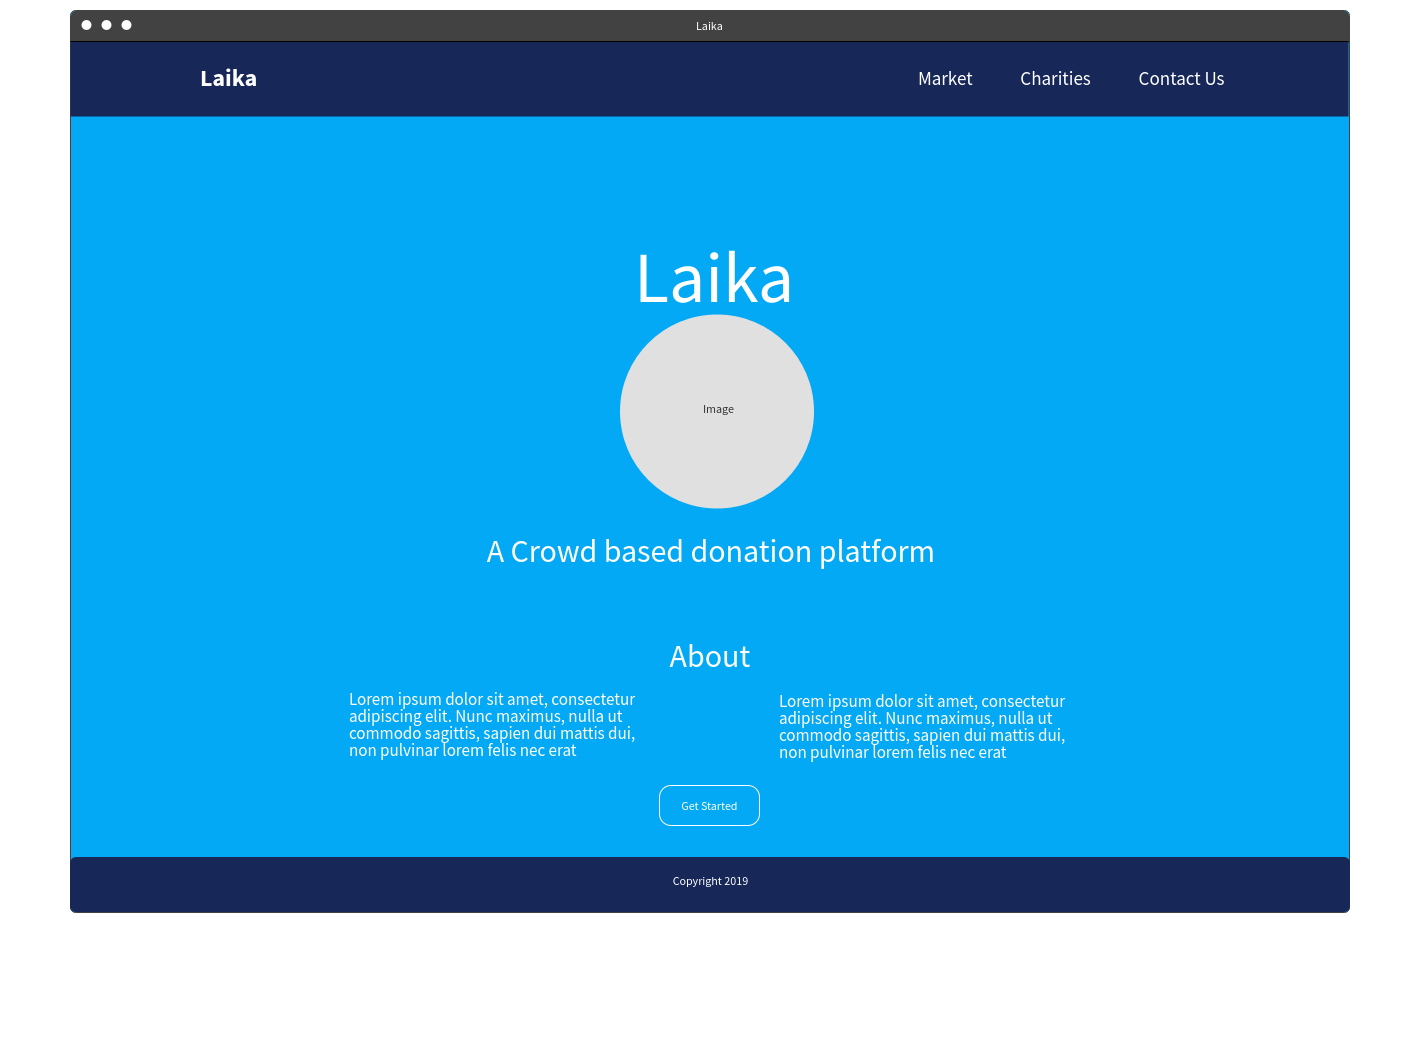 Laika
Laika
Market
Charities
Contact Us
Laika
Image
A Crowd based donation platform
About
Lorem ipsum dolor sit amet, consectetur
adipiscing elit. Nunc maximus, nulla ut
commodo sagittis, sapien dui mattis dui,
non pulvinar lorem felis nec erat
Lorem ipsum dolor sit amet, consectetur
adipiscing elit. Nunc maximus, nulla ut
commodo sagittis, sapien dui mattis dui,
non pulvinar lorem felis nec erat
Get Started
Copyright 2019